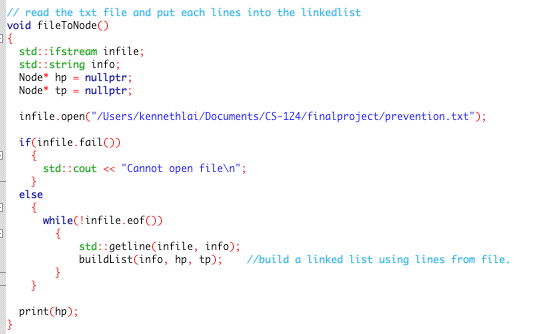 // read the txt file and put each lines into the linkedlist
void fileToNode()
{
  std::ifstream infile;
  std::string info;
  Node* hp = nullptr;
  Node* tp = nullptr;

  infile.open("/Users/kennethlai/Documents/CS-124/finalproject/prevention.txt");

  if(infile.fail())
    {
      std::cout << "Cannot open file\n";
    }
  else
    {
      while(!infile.eof())
        {
            std::getline(infile, info);
            buildList(info, hp, tp);    //build a linked list using lines from file.
        }
    }

  print(hp);
}